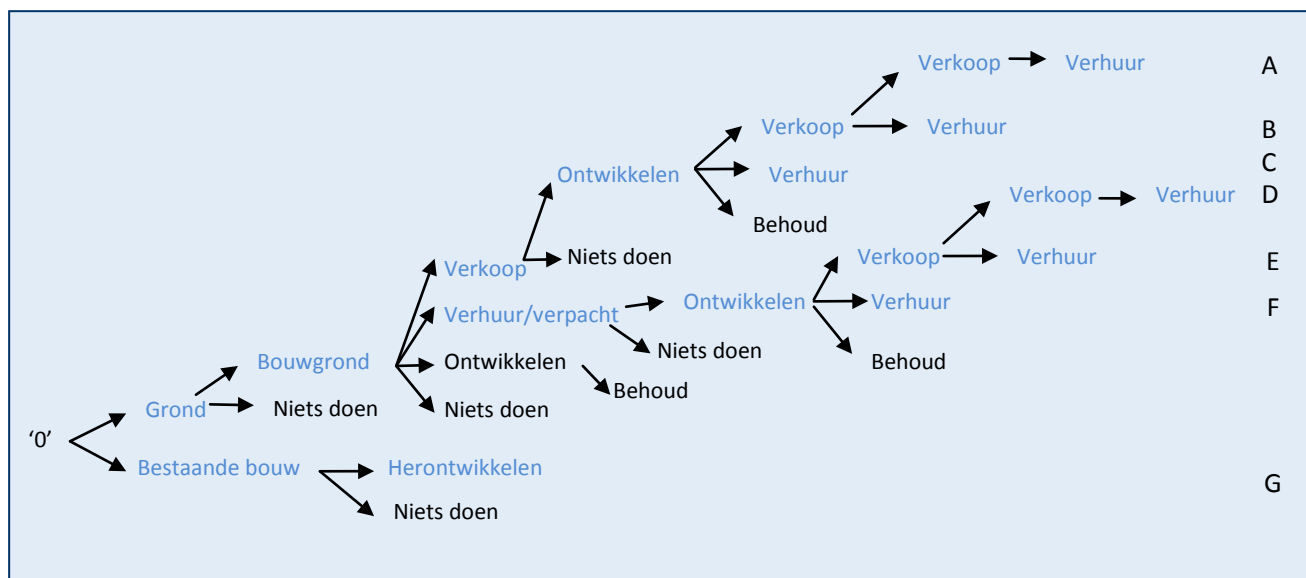 Verkoop Verhuur A
Verkoop Verhuur B
Ontwikkelen Verhuur C
Verkoop Verhuur D
Behoud
Verkoop Niets doen Verkoop Verhuur E
Verhuur/verpacht Ontwikkelen Verhuur F
Niets doen
Bouwgrond Ontwikkelen Behoud
Behoud
Grond Niets doen Niets doen
‘0’
Bestaande bouw Herontwikkelen
G
Niets doen